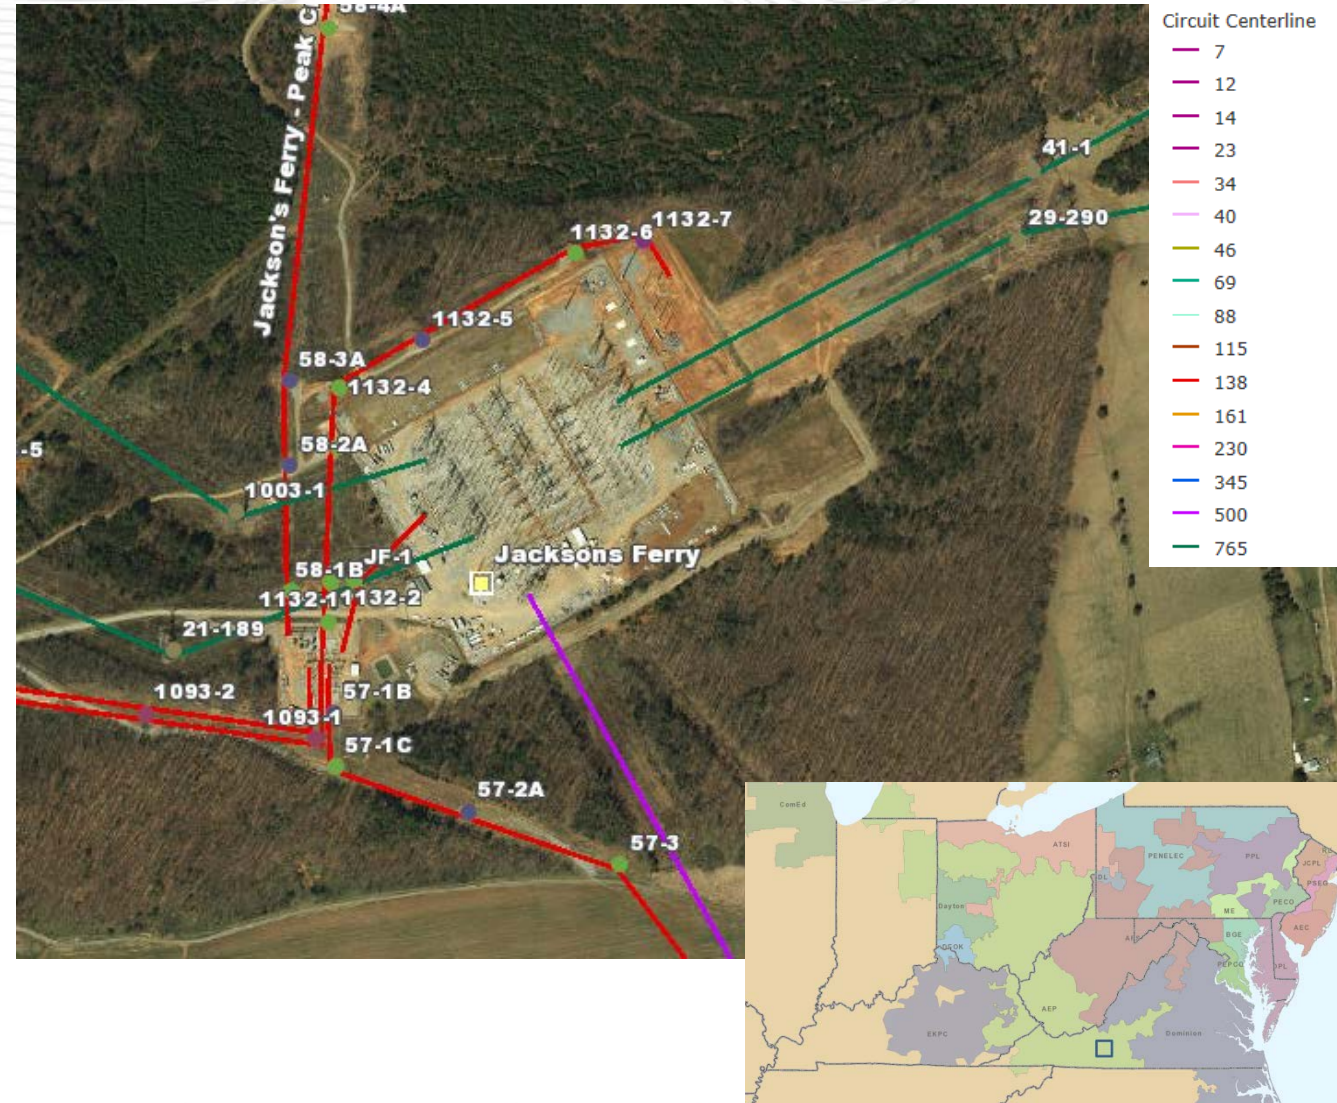 58-4A
Jackson's Ferry - Peak C
41-1
29-290
1132-7
1132-6
1132-5
58-3A
1132-4
58-2A
-5
1003-1
JF-1
Jacksons Ferry
58-1B
1132-11132-2
21-189
1093-2
57-1B
1093-1
57-1C
57-2A
57-3
Circuit Centerline
7
12
14
23
34
40
46
69
88
115
138
161
230
345
500
765
ComEd
ATSI
PENELEC
PPL
JCPL
PSEG
DL
Dayton
ME
PECO
AEC
BGE
DEOK
PEPCO
DPL
AEP
EKPC
Dominion